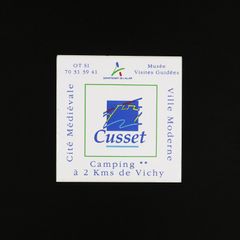 OT.SI
70 31 39 41
Musée
Visites Guidées
Cité Médiévale
Ville Moderne
Cusset
Camping **
à 2 Kms de Vichy